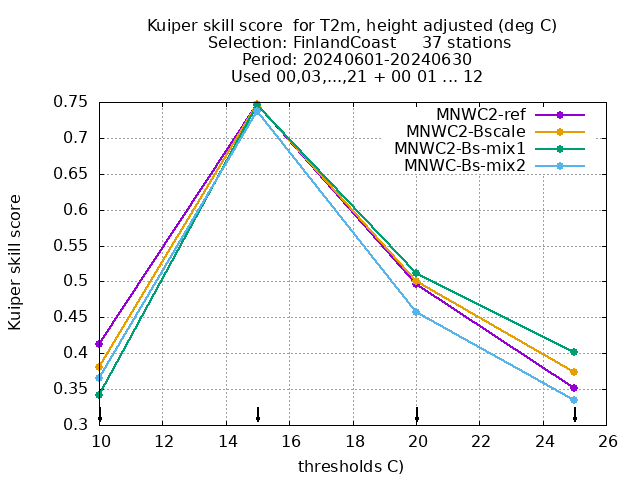 Kuiper skill score  for T2m, height adjusted (deg C)
Selection: FinlandCoast     37 stations
Period: 20240601-20240630
Used 00,03,...,21 + 00 01 ... 12
MNWC2-ref
MNWC2-Bscale
MNWC2-Bs-mix1
MNWC-Bs-mix2
Kuiper skill score
0.75
0.7
0.65
0.6
0.55
0.5
0.45
0.4
0.35
0.3
10 12 14 16 18 20 22 24 26
thresholds C)